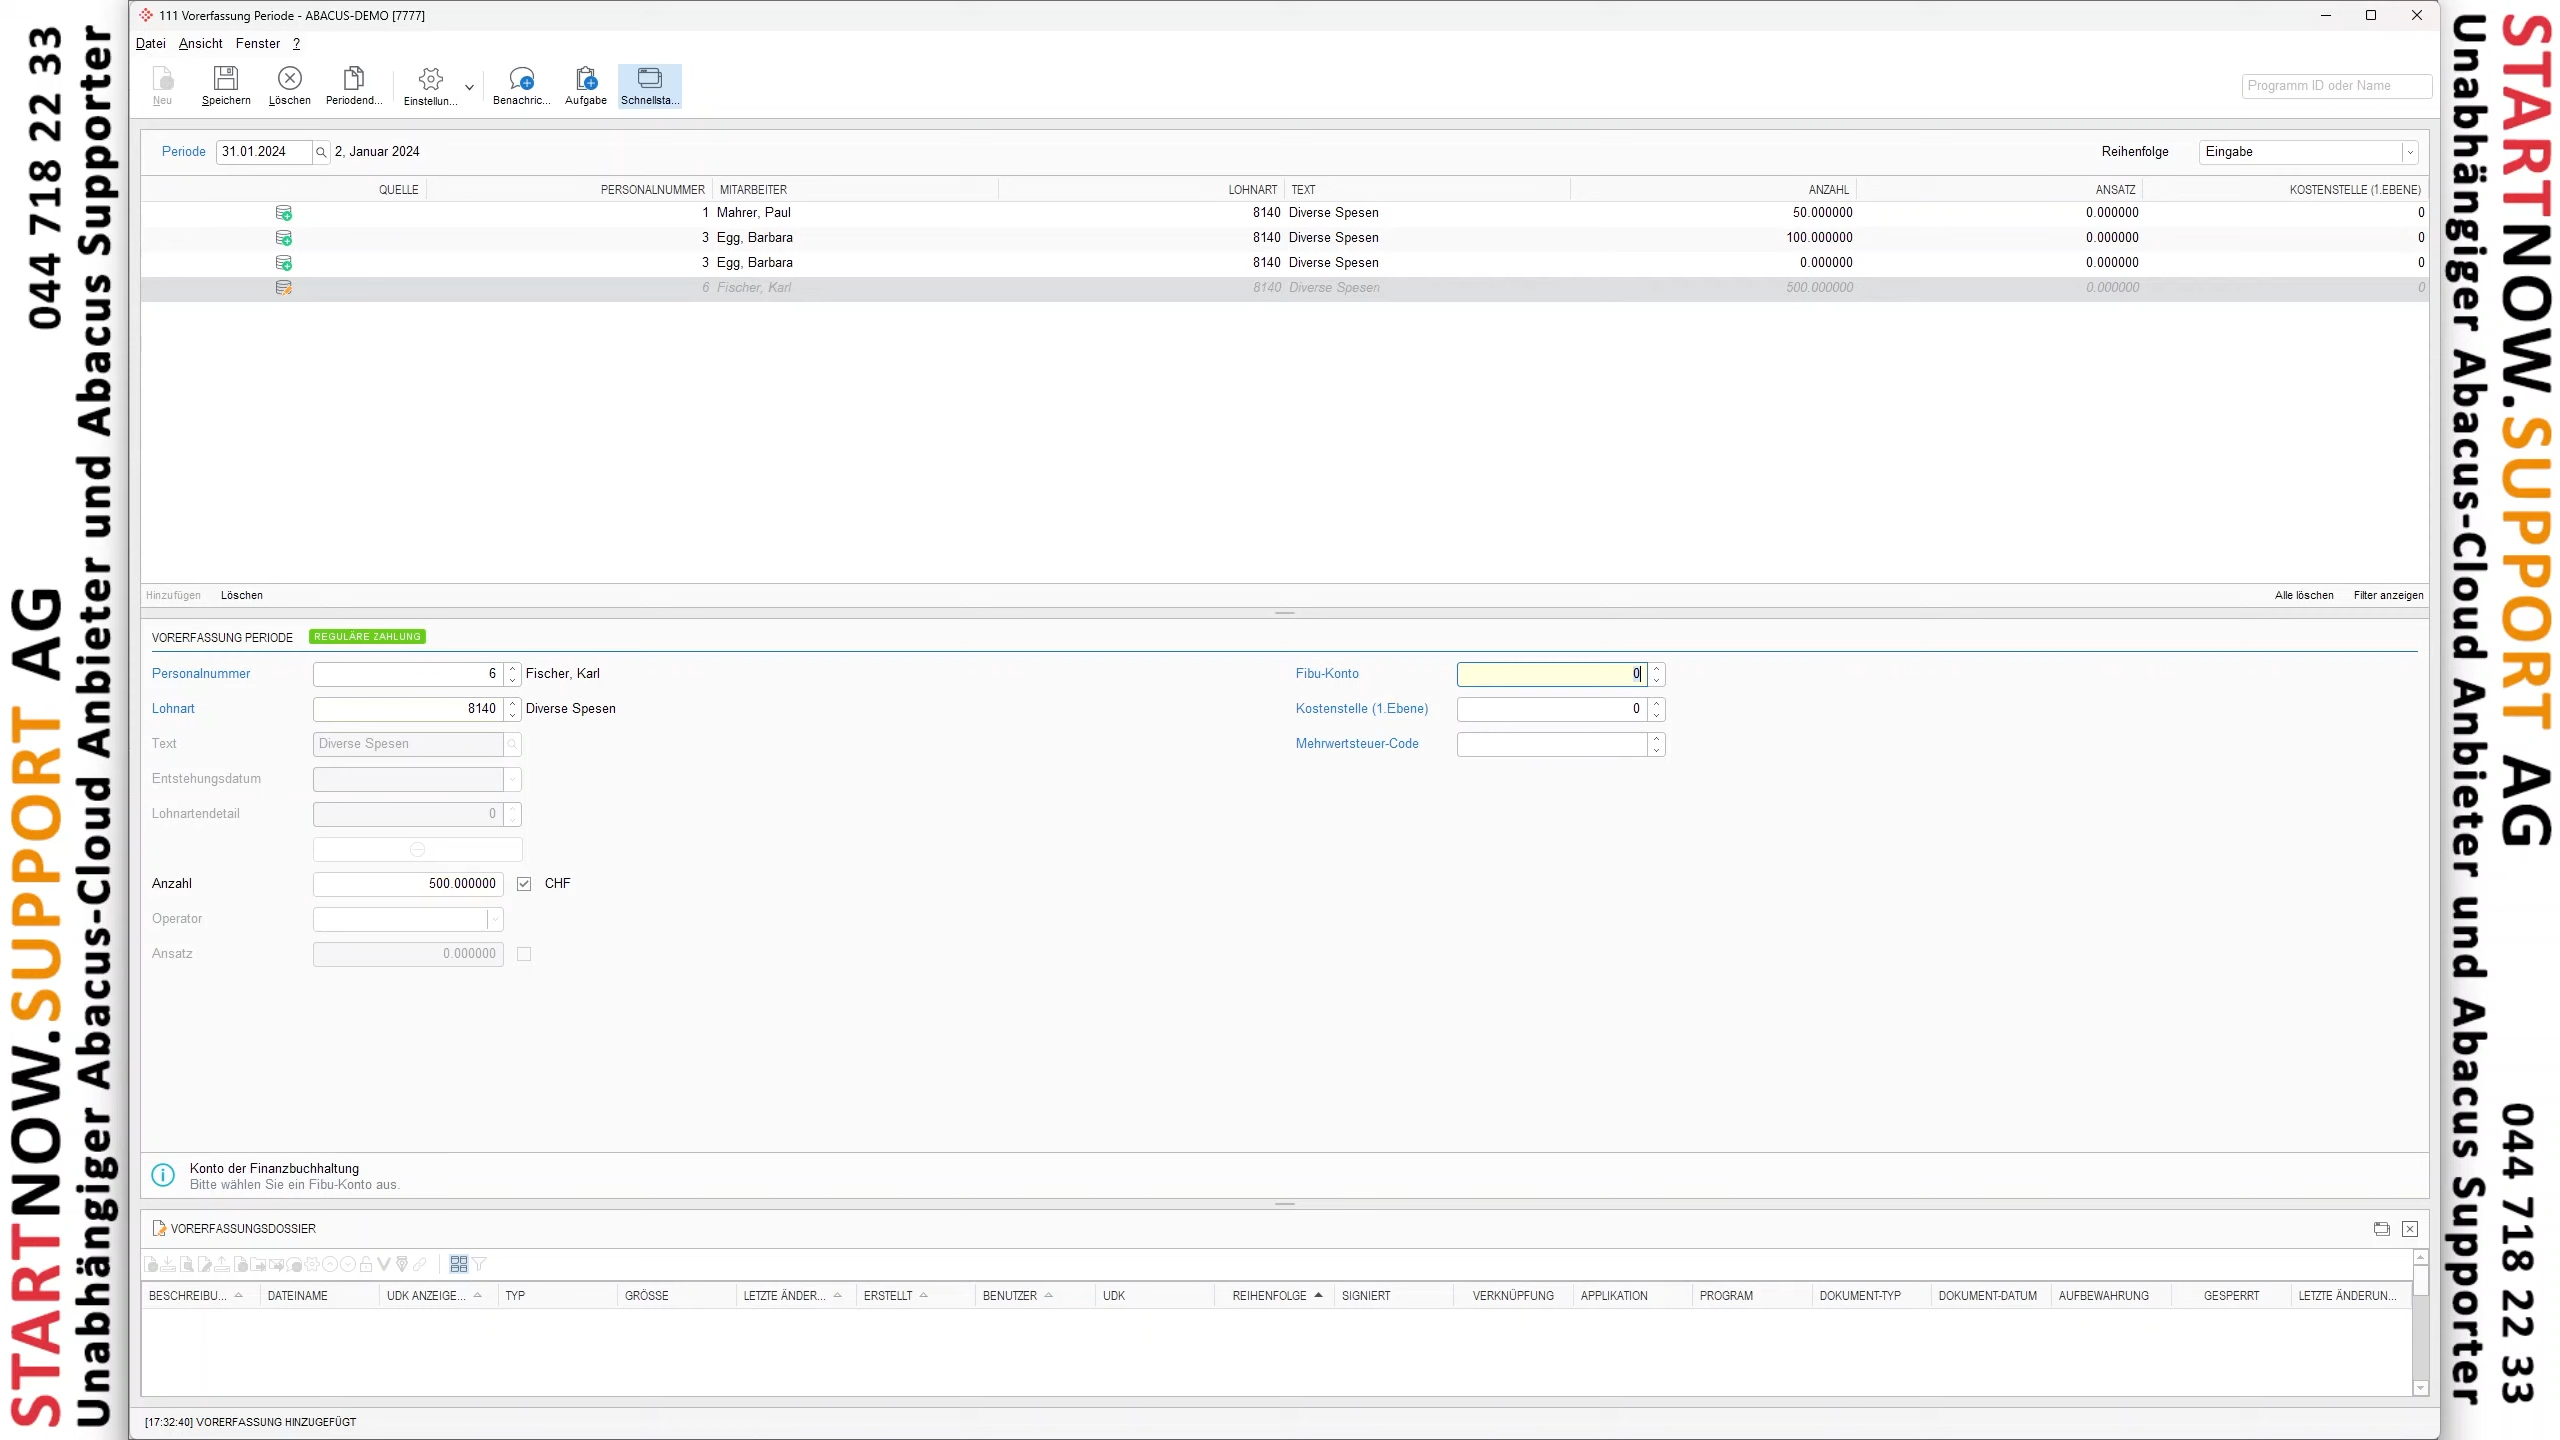 111 Vorerfassung Periode - ABACUS-DEMO [7777]
Datei Ansicht Fenster ?
Neu Speichern Löschen Periodend... Einstellun... Benachric... Aufgabe Schnellsta... Programm ID oder Name
Periode 31.01.2024 2, Januar 2024 Reihenfolge Eingabe
QUELLE PERSONALNUMMER MITARBEITER LOHNART TEXT ANZAHL ANSATZ KOSTENSTELLE (1.EBENE)
1 Mahrer, Paul 8140 Diverse Spesen 50.000000 0.000000 0
3 Egg, Barbara 8140 Diverse Spesen 100.000000 0.000000 0
3 Egg, Barbara 8140 Diverse Spesen 0.000000 0.000000 0
6 Fischer, Karl 8140 Diverse Spesen 500.000000 0.000000 0
Hinzufügen Löschen Alle löschen Filter anzeigen
VORERFASSUNG PERIODE REGULÄRE ZAHLUNG
Personalnummer 6 Fischer, Karl Fibu-Konto 0
Lohnart 8140 Diverse Spesen Kostenstelle (1.Ebene) 0
Text Diverse Spesen Mehrwertsteuer-Code
Entstehungsdatum
Lohnartendetail 0
Anzahl 500.000000 CHF
Operator
Ansatz 0.000000
Konto der Finanzbuchhaltung
Bitte wählen Sie ein Fibu-Konto aus.
VORERFASSUNGSDOSSIER
BESCHREIBU... DATEINAME UDK ANZEIGE... TYP GRÖSSE LETZTE ÄNDER... ERSTELLT BENUTZER UDK REIHENFOLGE SIGNIERT VERKNÜPFUNG APPLIKATION PROGRAM DOKUMENT-TYP DOKUMENT-DATUM AUFBEWAHRUNG GESPERRT LETZTE ÄNDERUN...
[17:32:40] VORERFASSUNG HINZUGEFÜGT
STARTNOW.SUPPORT AG 044 718 22 33
Unabhängiger Abacus-Cloud Anbieter und Abacus Supporter
STARTNOW.SUPPORT AG 044 718 22 33
Unabhängiger Abacus-Cloud Anbieter und Abacus Supporter